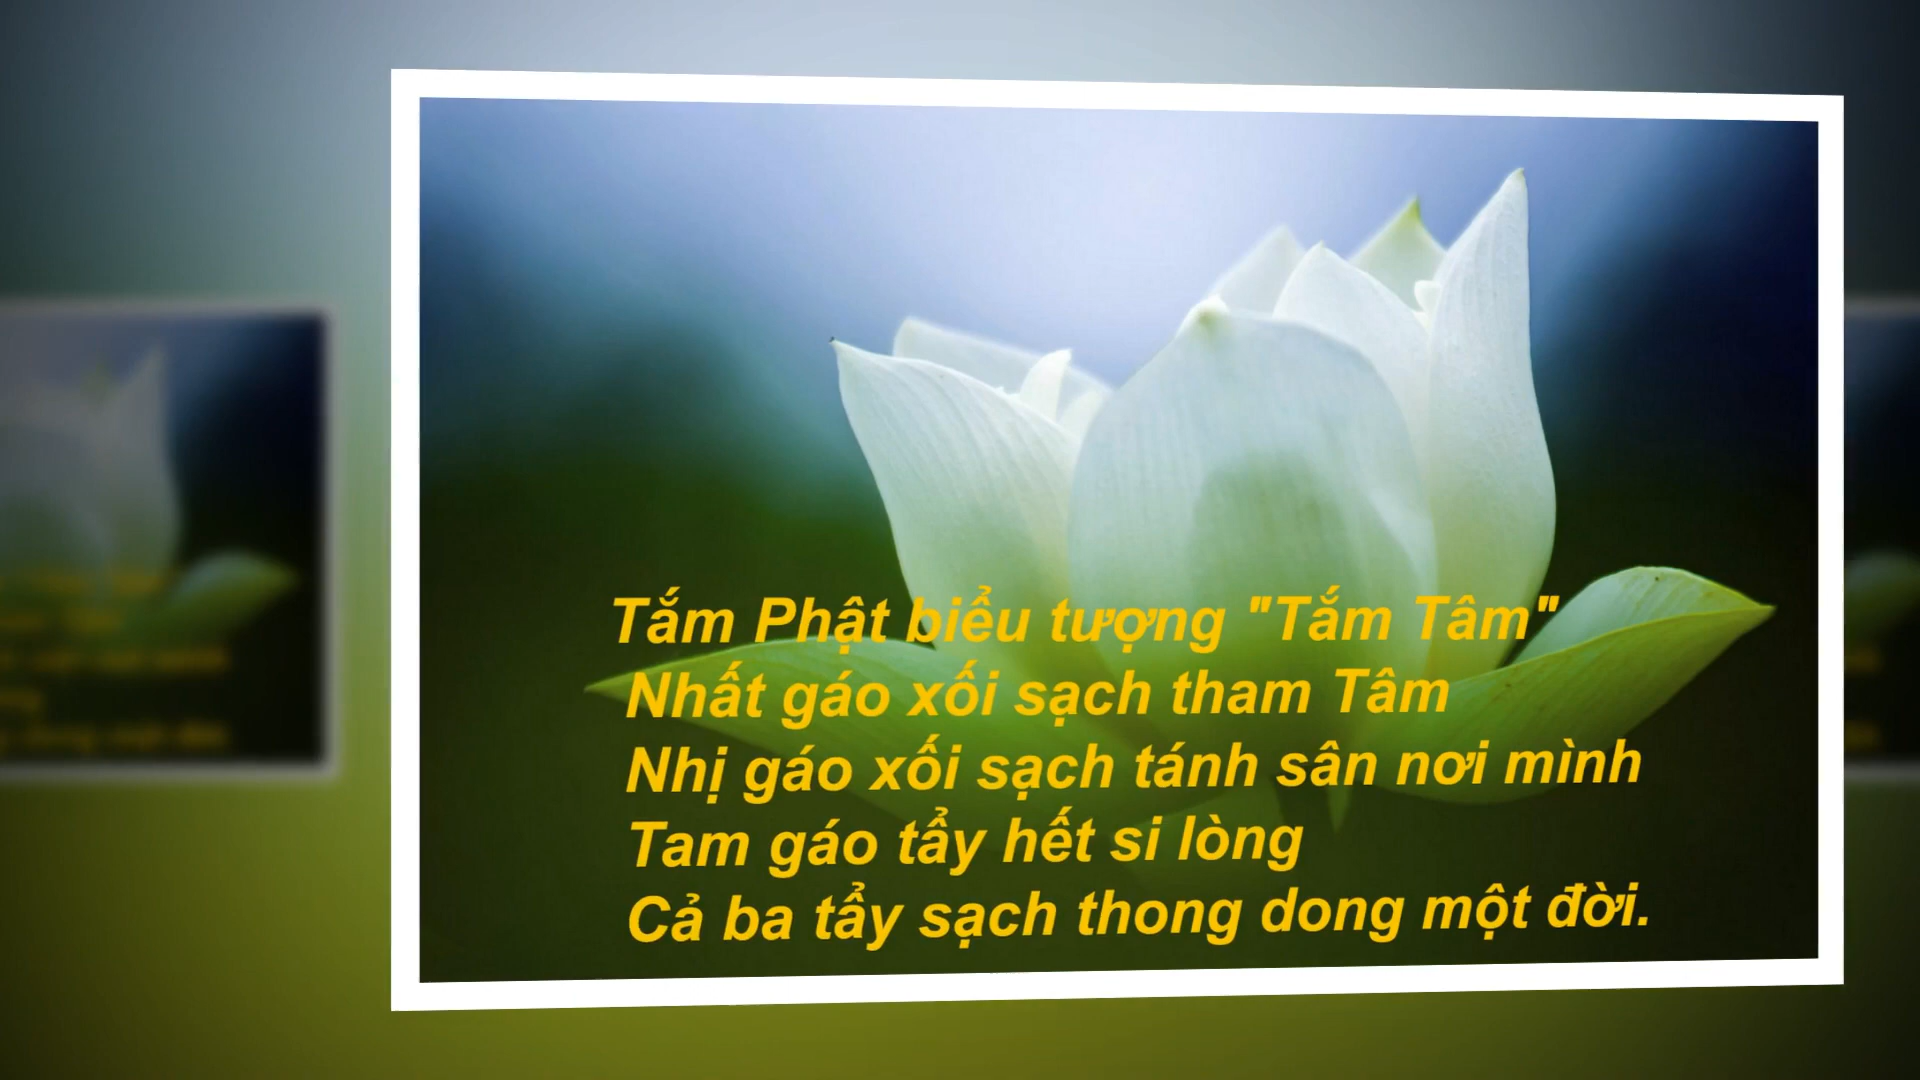 Tắm Phật biểu tượng "Tắm Tâm"
Nhất gáo xối sạch tham Tâm
Nhị gáo xối sạch tánh sân nơi mình
Tam gáo tẩy hết si lòng
Cả ba tẩy sạch thong dong một đời.